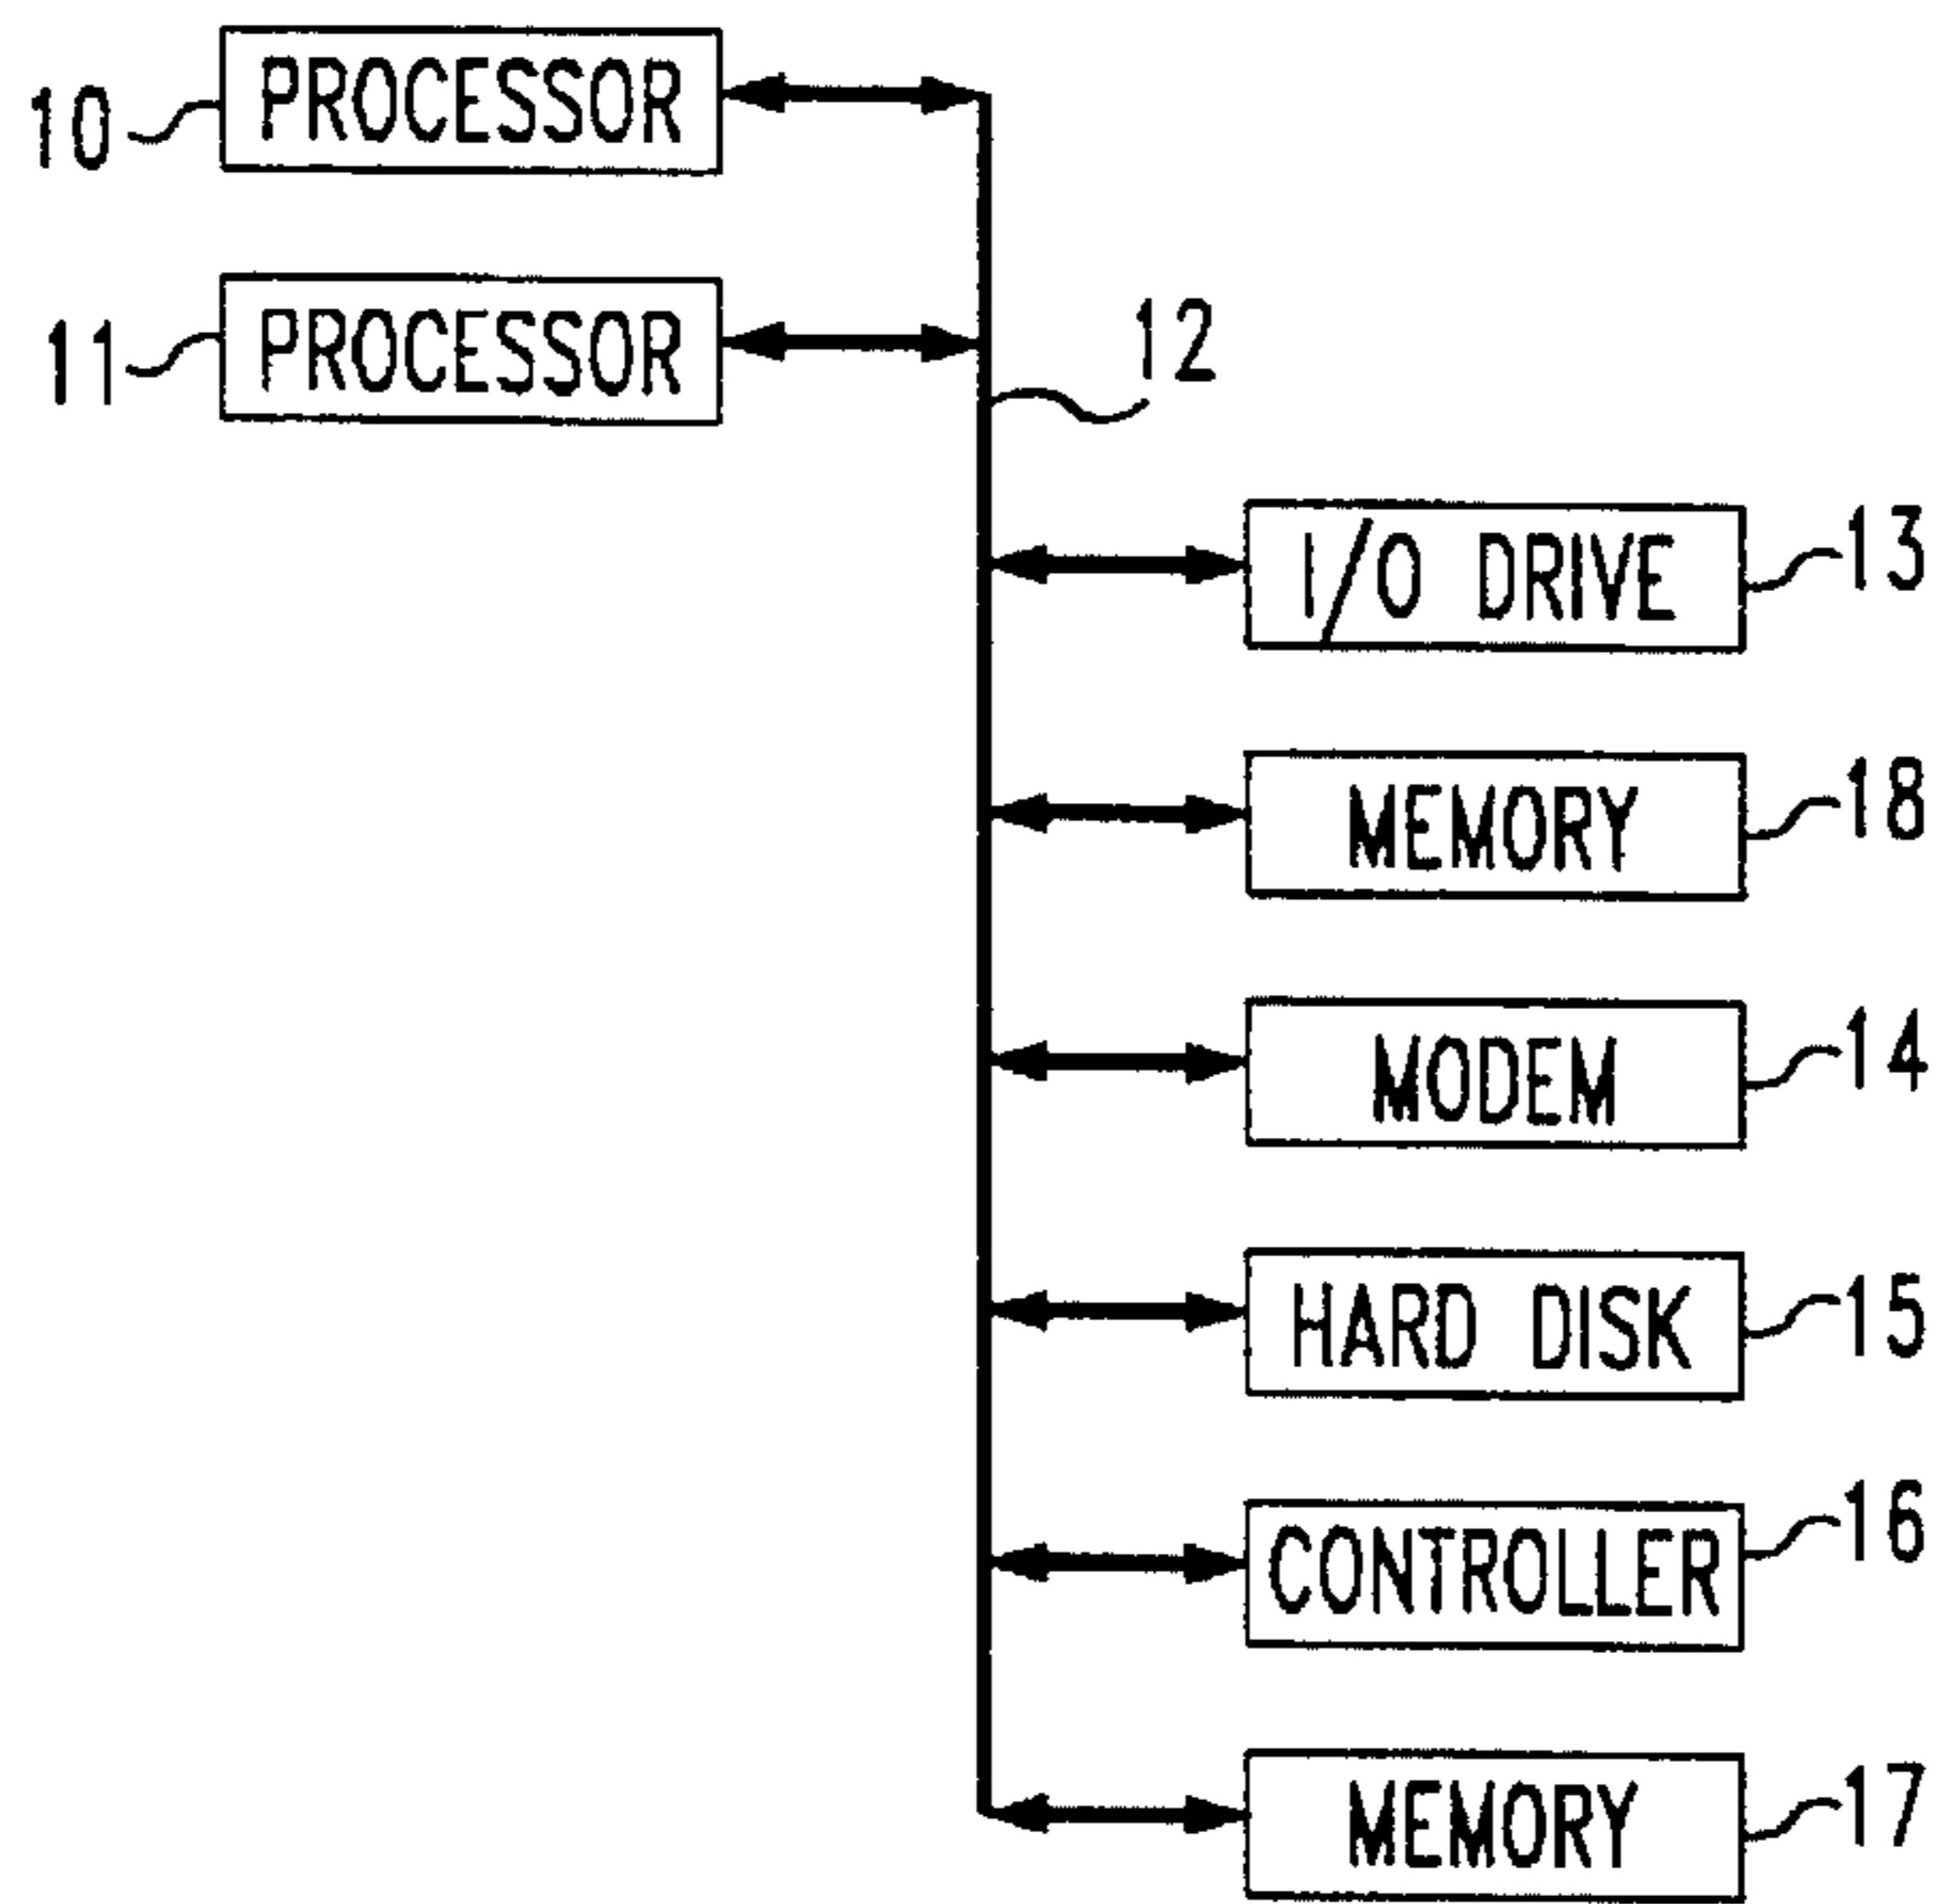 10 PROCESSOR
11 PROCESSOR
12
I/O DRIVE 13
MEMORY 18
MODEM 14
HARD DISK 15
CONTROLLER 16
MEMORY 17